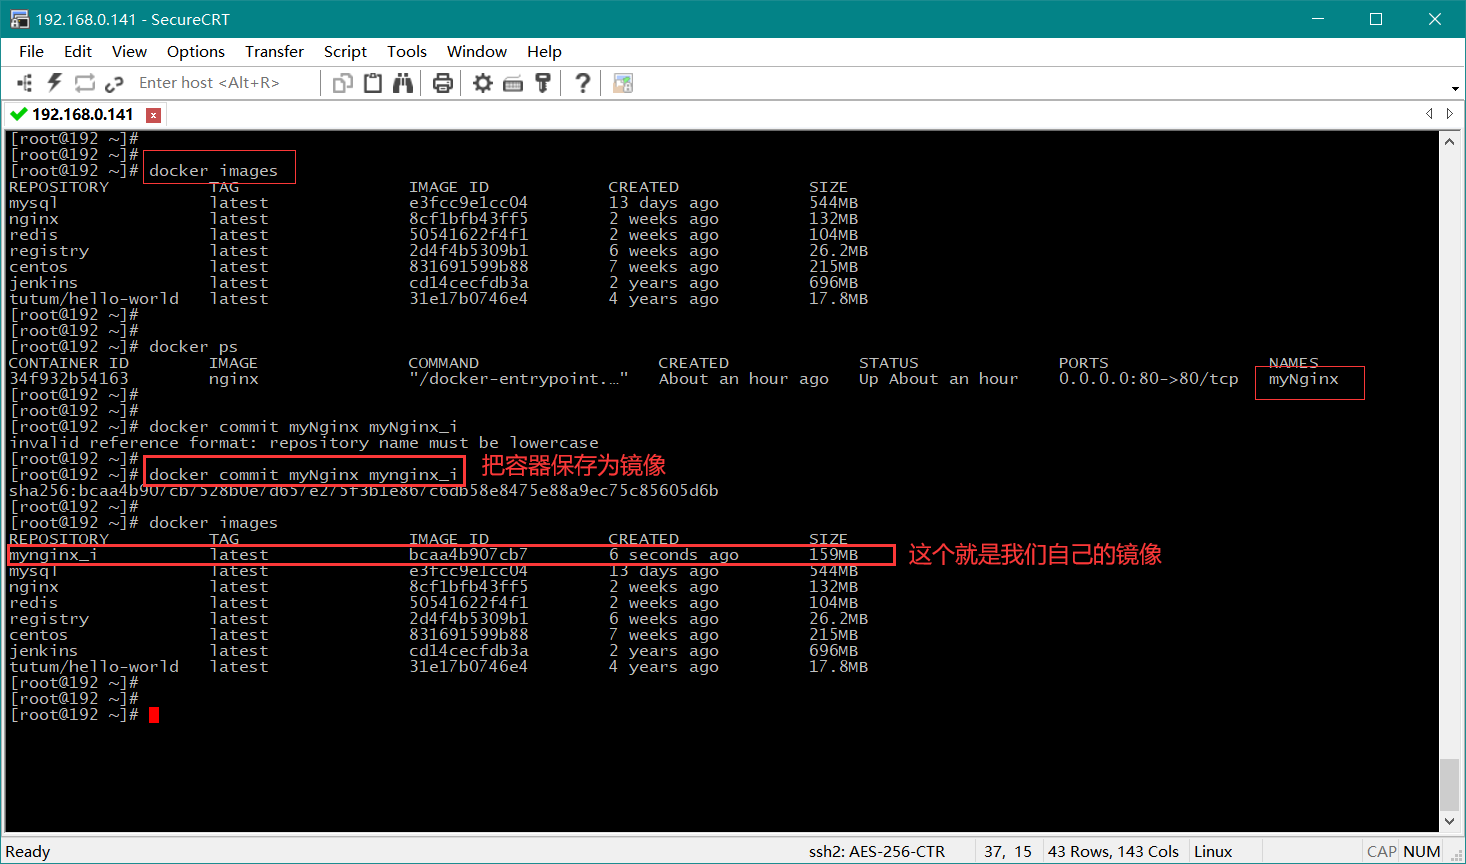 192.168.0.141 - SecureCRT
File Edit View Options Transfer Script Tools Window Help
Enter host <Alt+R>
192.168.0.141
[root@192 ~]#
[root@192 ~]#
[root@192 ~]# docker images
REPOSITORY TAG IMAGE ID CREATED SIZE
mysql latest e3fcc9e1cc04 13 days ago 544MB
nginx latest 8cf1bfb43ff5 2 weeks ago 132MB
redis latest 50541622f4f1 2 weeks ago 104MB
registry latest 2d4f4b5309b1 6 weeks ago 26.2MB
centos latest 831691599b88 7 weeks ago 215MB
jenkins latest cd14cecfdb3a 2 years ago 696MB
tutum/hello-world latest 31e17b0746e4 4 years ago 17.8MB
[root@192 ~]#
[root@192 ~]#
[root@192 ~]# docker ps
CONTAINER ID IMAGE COMMAND CREATED STATUS PORTS NAMES
34f932b54163 nginx "/docker-entrypoint.…" About an hour ago Up About an hour 0.0.0.0:80->80/tcp myNginx
[root@192 ~]#
[root@192 ~]#
[root@192 ~]# docker commit myNginx myNginx_i
invalid reference format: repository name must be lowercase
[root@192 ~]#
[root@192 ~]# docker commit myNginx mynginx_i 把容器保存为镜像
sha256:bcaa4b907cb7528b0e7d657e275f3b1e867c6db58e8475e88a9ec75c85605d6b
[root@192 ~]#
[root@192 ~]# docker images
REPOSITORY TAG IMAGE ID CREATED SIZE
mynginx_i latest bcaa4b907cb7 6 seconds ago 159MB 这个就是我们自己的镜像
mysql latest e3fcc9e1cc04 13 days ago 544MB
nginx latest 8cf1bfb43ff5 2 weeks ago 132MB
redis latest 50541622f4f1 2 weeks ago 104MB
registry latest 2d4f4b5309b1 6 weeks ago 26.2MB
centos latest 831691599b88 7 weeks ago 215MB
jenkins latest cd14cecfdb3a 2 years ago 696MB
tutum/hello-world latest 31e17b0746e4 4 years ago 17.8MB
[root@192 ~]#
[root@192 ~]#
[root@192 ~]#
Ready ssh2: AES-256-CTR 37, 15 43 Rows, 143 Cols Linux CAP NUM